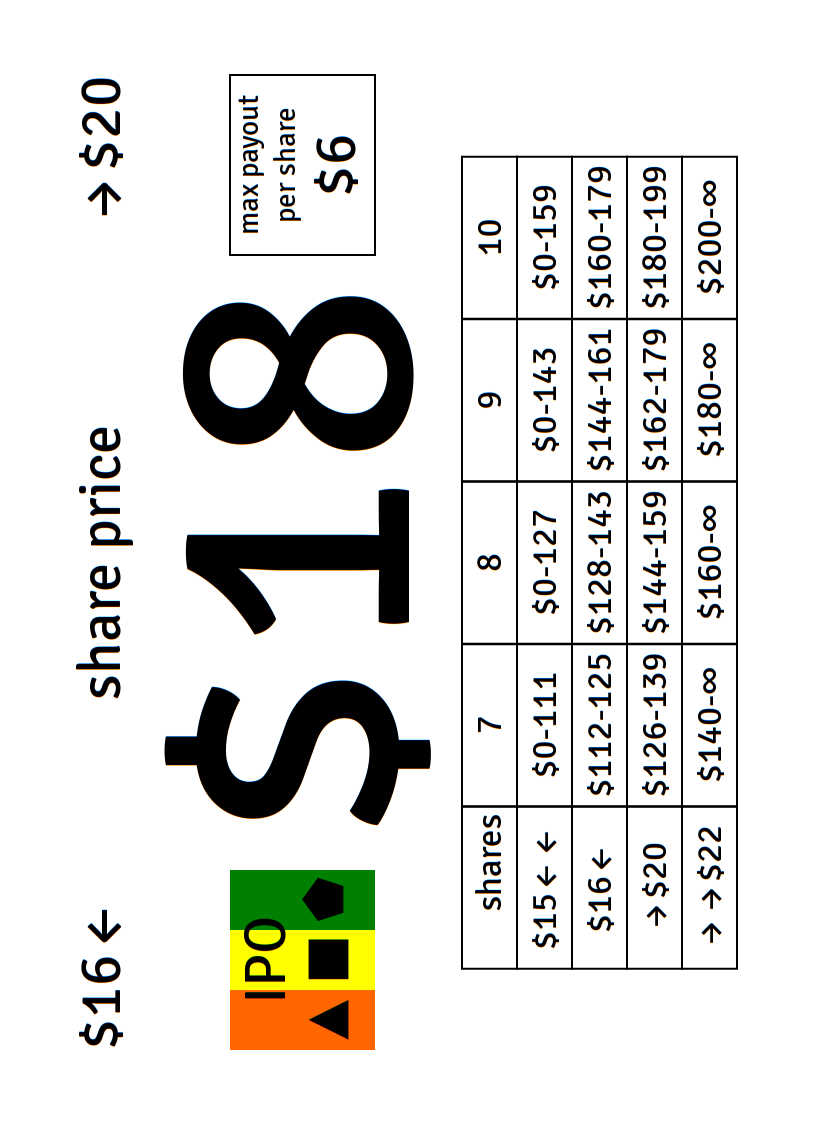 $16← share price →$20
IPO $18 max payout
per share
$6
shares 7 8 9 10
$15←← $0-111 $0-127 $0-143 $0-159
$16← $112-125 $128-143 $144-161 $160-179
→$20 $126-139 $144-159 $162-179 $180-199
→→$22 $140-∞ $160-∞ $180-∞ $200-∞